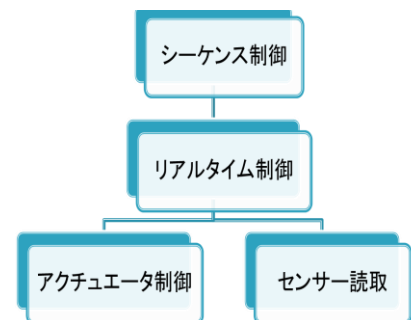 シーケンス制御
リアルタイム制御
アクチュエータ制御
センサー読取